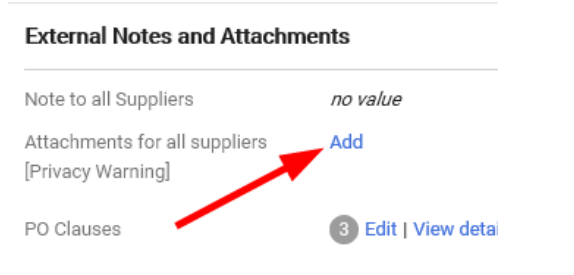 External Notes and Attachments
Note to all Suppliers no value
Attachments for all suppliers Add
[Privacy Warning]
PO Clauses 3 Edit | View detai